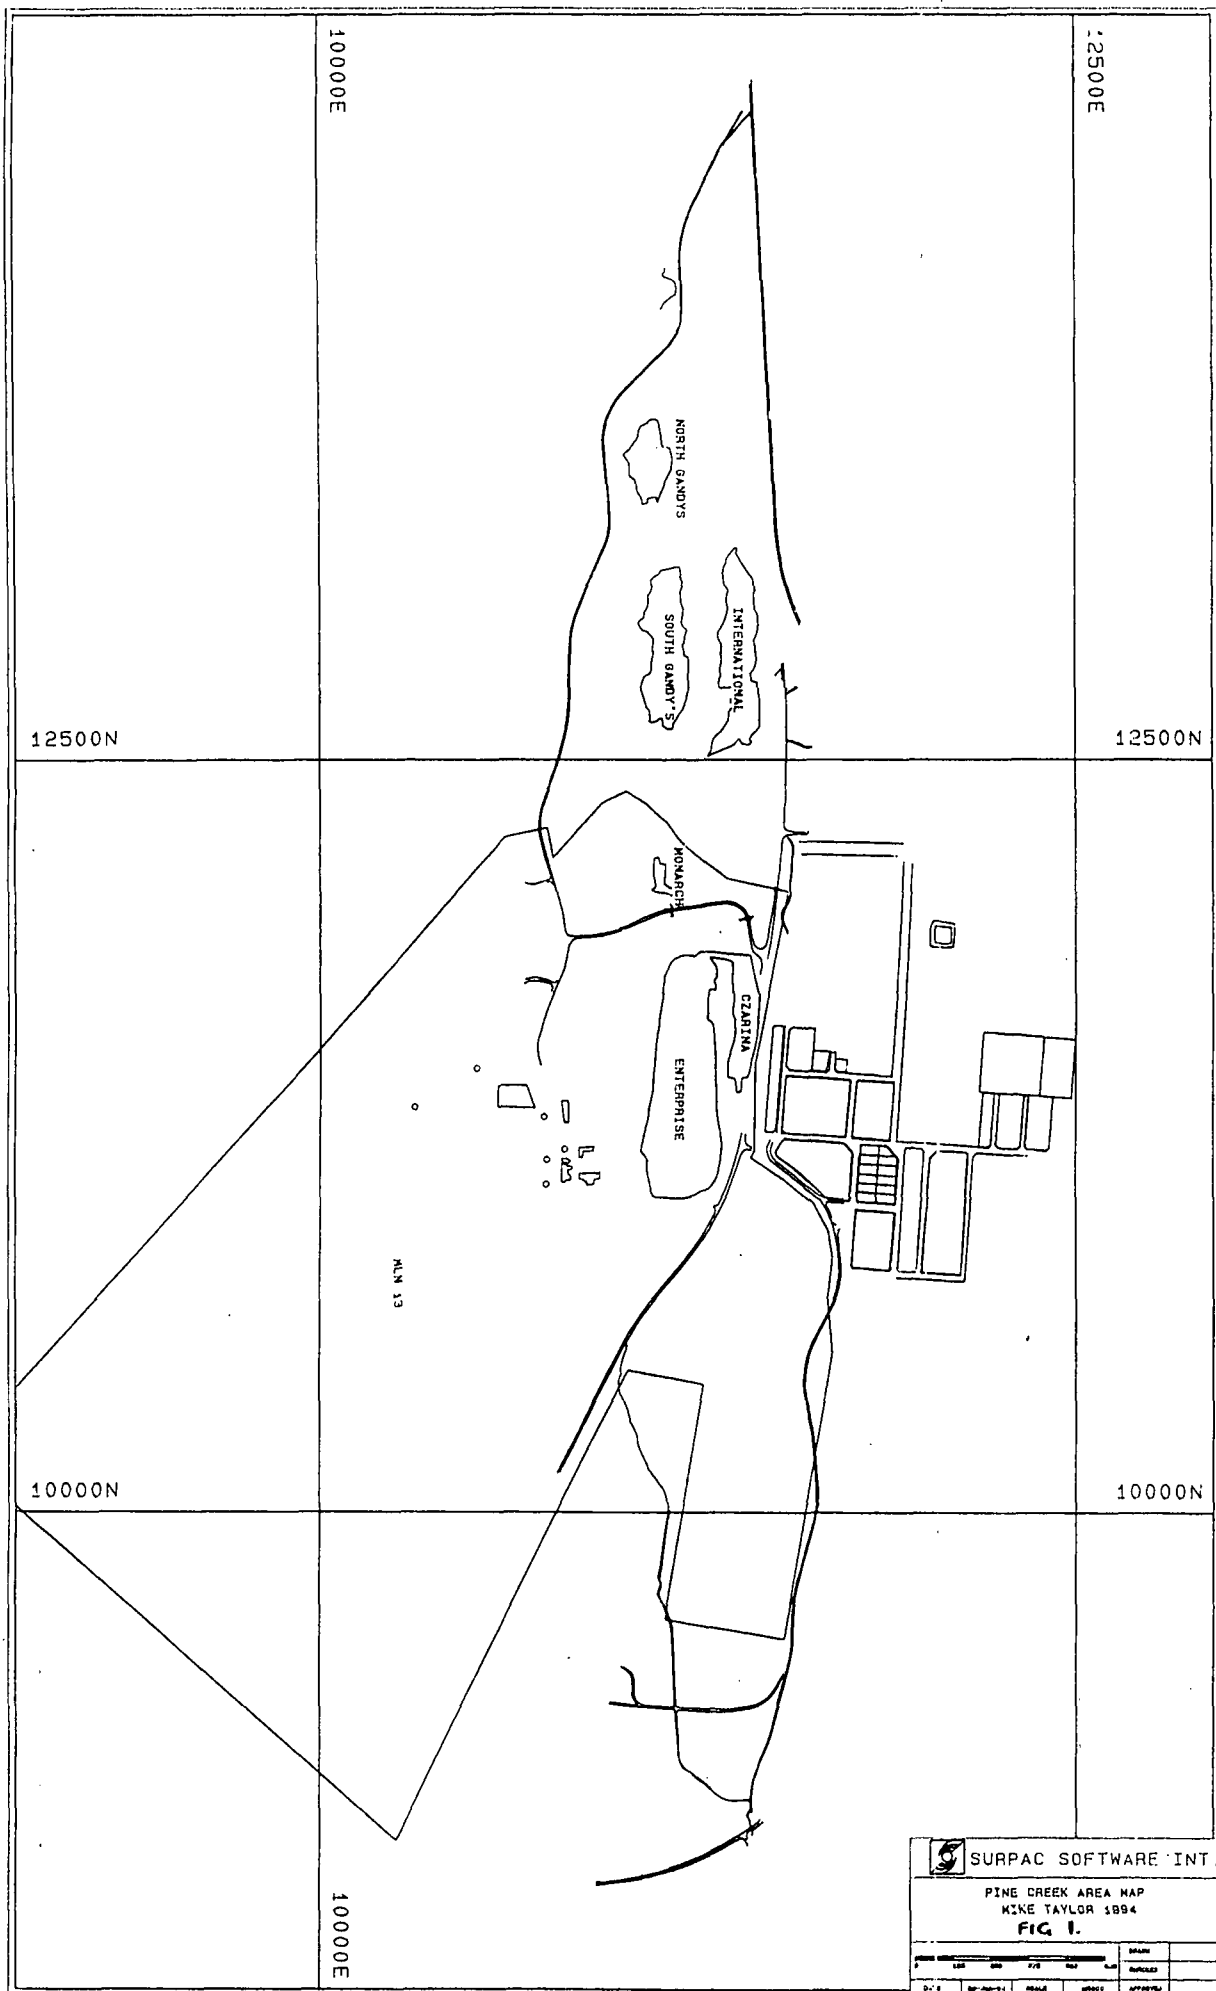 10000E
12500E
NORTH GANDYS
INTERNATIONAL
SOUTH GANDY'S
12500N
12500N
MONARCH
CZARINA
ENTERPRISE
MLN 13
10000N
10000N
10000E
SURPAC SOFTWARE INT.
PINE CREEK AREA MAP
MIKE TAYLOR 1994
FIG 1.